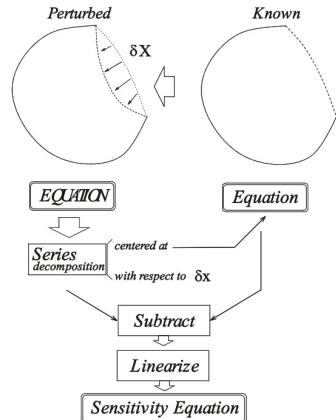 Perturbed
Known
δX
EQUATION
Equation
Series
decomposition
centered at
with respect to δx
Subtract
Linearize
Sensitivity Equation